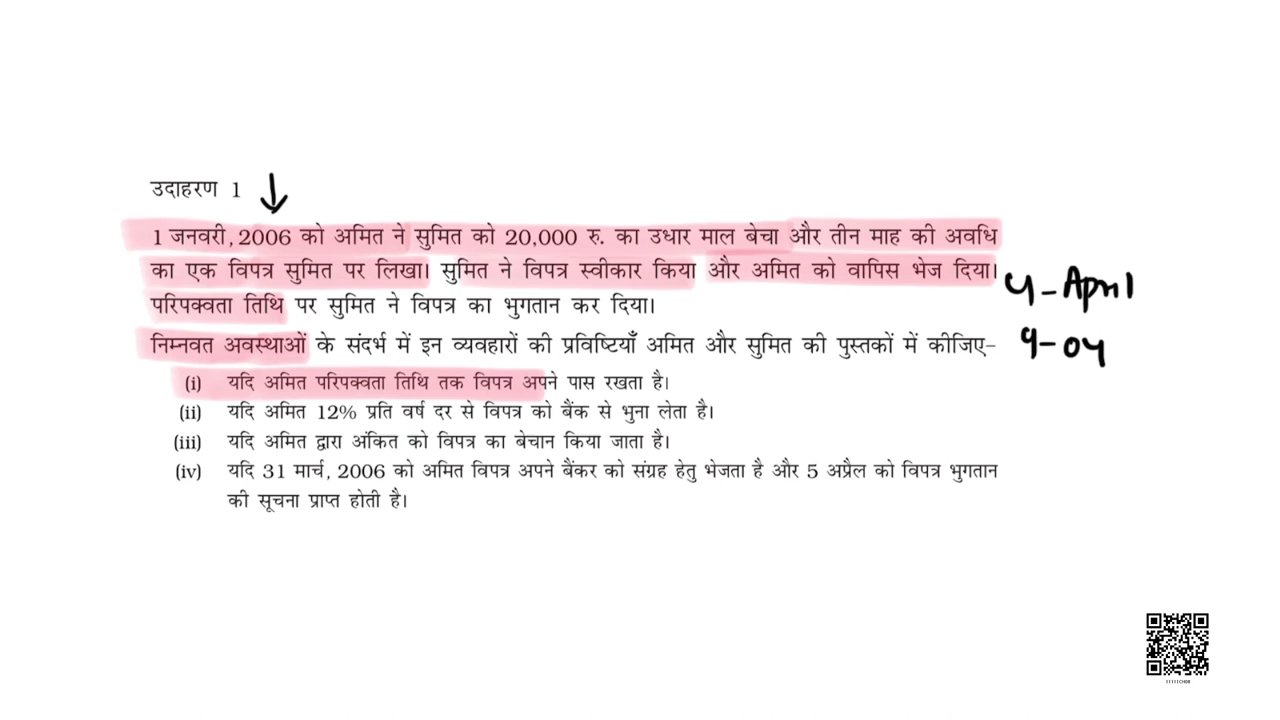 उदाहरण 1
1 जनवरी, 2006 को अमित ने सुमित को 20,000 रु. का उधार माल बेचा और तीन माह की अवधि
का एक विपत्र सुमित पर लिखा। सुमित ने विपत्र स्वीकार किया और अमित को वापिस भेज दिया।
4-April
परिपक्वता तिथि पर सुमित ने विपत्र का भुगतान कर दिया।
निम्नवत अवस्थाओं के संदर्भ में इन व्यवहारों की प्रविष्टियाँ अमित और सुमित की पुस्तकों में कीजिए–
4-04
(i) यदि अमित परिपक्वता तिथि तक विपत्र अपने पास रखता है।
(ii) यदि अमित 12% प्रति वर्ष दर से विपत्र को बैंक से भुना लेता है।
(iii) यदि अमित द्वारा अंकित को विपत्र का बेचान किया जाता है।
(iv) यदि 31 मार्च, 2006 को अमित विपत्र अपने बैंकर को संग्रह हेतु भेजता है और 5 अप्रैल को विपत्र भुगतान
की सूचना प्राप्त होती है।